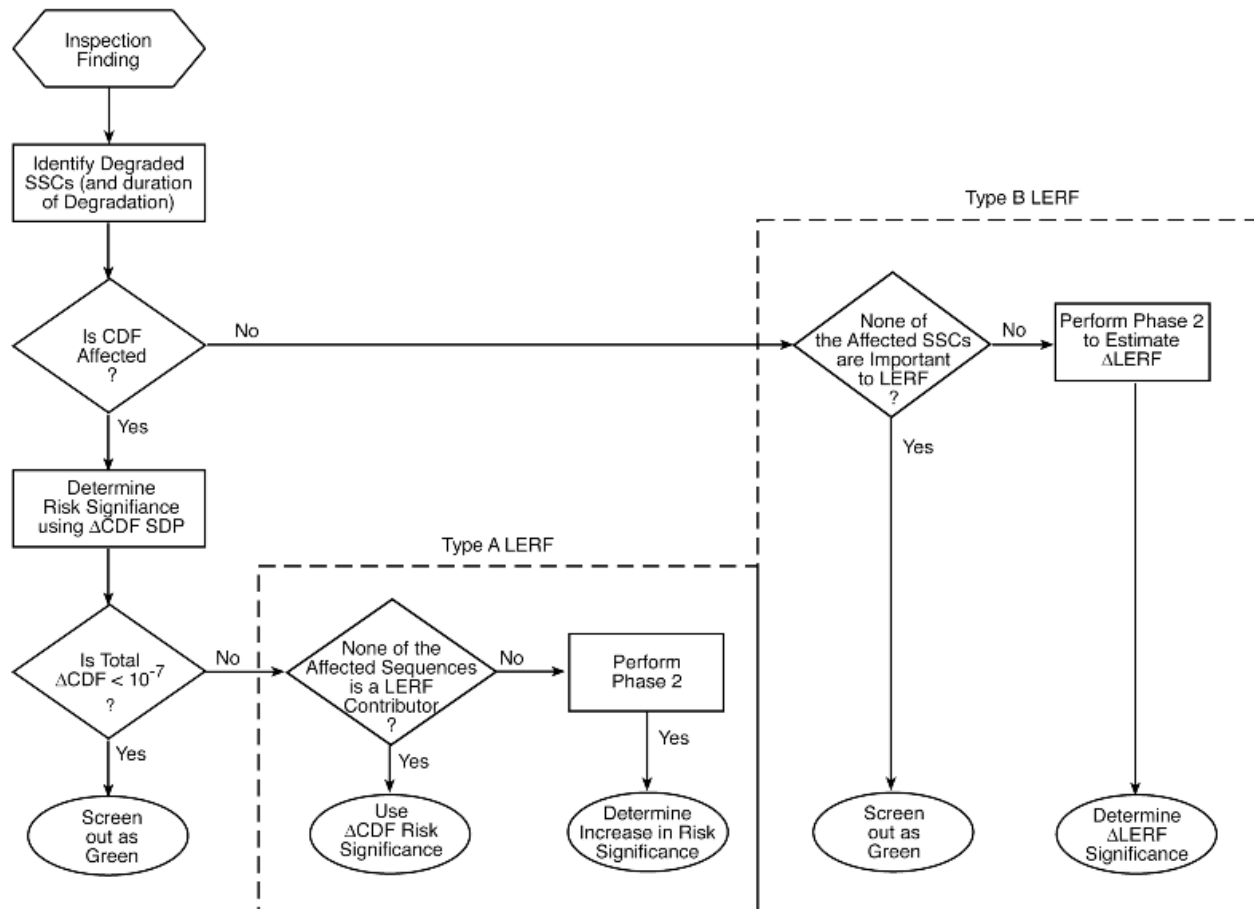 Inspection
Finding
Identify Degraded
SSCs (and duration
of Degradation)
Type B LERF
Is CDF
Affected
?
No
None of
the Affected SSCs
are Important
to LERF
?
No
Perform Phase 2
to Estimate
ΔLERF
Yes
Yes
Determine
Risk Signifiance
using ΔCDF SDP
Type A LERF
Is Total
ΔCDF < 10⁻⁷
?
No
None of the
Affected Sequences
is a LERF
Contributor
?
No
Perform
Phase 2
Yes
Yes
Yes
Screen
out as
Green
Use
ΔCDF Risk
Significance
Determine
Increase in Risk
Significance
Screen
out as
Green
Determine
ΔLERF
Significance